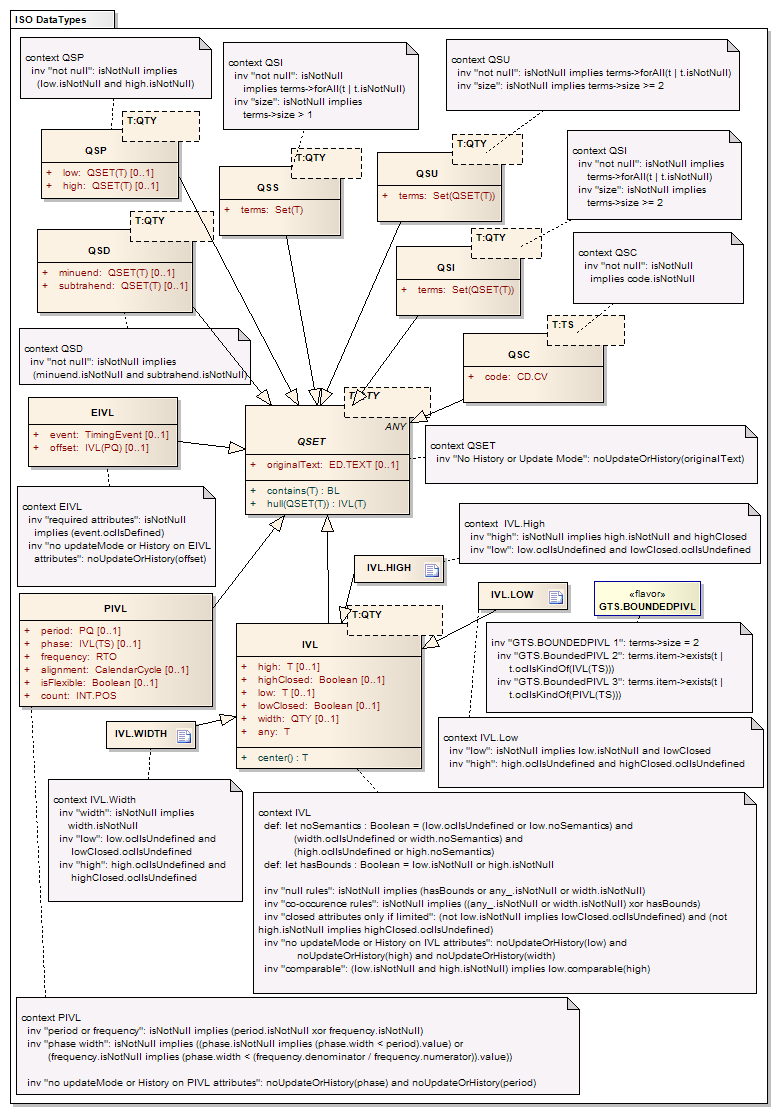 ISO DataTypes
context QSP
inv "not null": isNotNull implies
(low.isNotNull and high.isNotNull)
context QSI
inv "not null": isNotNull
implies terms->forAll(t | t.isNotNull)
inv "size": isNotNull implies
terms->size > 1
context QSU
inv "not null": isNotNull implies terms->forAll(t | t.isNotNull)
inv "size": isNotNull implies terms->size >= 2
T:QTY
QSP
+ low: QSET(T) [0..1]
+ high: QSET(T) [0..1]
T:QTY
QSS
+ terms: Set(T)
T:QTY
QSU
+ terms: Set(QSET(T))
context QSI
inv "not null": isNotNull implies
terms->forAll(t | t.isNotNull)
inv "size": isNotNull implies
terms->size >= 2
T:QTY
QSD
+ minuend: QSET(T) [0..1]
+ subtrahend: QSET(T) [0..1]
T:QTY
QSI
+ terms: Set(QSET(T))
context QSC
inv "not null": isNotNull
implies code.isNotNull
context QSD
inv "not null": isNotNull implies
(minuend.isNotNull and subtrahend.isNotNull)
T:TS
QSC
+ code: CD.CV
EIVL
+ event: TimingEvent [0..1]
+ offset: IVL(PQ) [0..1]
T:QTY
ANY
QSET
+ originalText: ED.TEXT [0..1]
+ contains(T) : BL
+ hull(QSET(T)) : IVL(T)
context QSET
inv "No History or Update Mode": noUpdateOrHistory(originalText)
context EIVL
inv "required attributes": isNotNull
implies (event.oclIsDefined)
inv "no updateMode or History on EIVL
attributes": noUpdateOrHistory(offset)
context IVL.High
inv "high": isNotNull implies high.isNotNull and highClosed
inv "low": low.oclIsUndefined and lowClosed.oclIsUndefined
IVL.HIGH
IVL.LOW
«flavor»
GTS.BOUNDEDPIVL
PIVL
+ period: PQ [0..1]
+ phase: IVL(TS) [0..1]
+ frequency: RTO
+ alignment: CalendarCycle [0..1]
+ isFlexible: Boolean [0..1]
+ count: INT.POS
T:QTY
IVL
+ high: T [0..1]
+ highClosed: Boolean [0..1]
+ low: T [0..1]
+ lowClosed: Boolean [0..1]
+ width: QTY [0..1]
+ any: T
+ center() : T
inv "GTS.BOUNDEDPIVL 1": terms->size = 2
inv "GTS.BoundedPIVL 2": terms.item->exists(t |
t.oclIsKindOf(IVL(TS)))
inv "GTS.BoundedPIVL 3": terms.item->exists(t |
t.oclIsKindOf(PIVL(TS)))
IVL.WIDTH
context IVL.Low
inv "low": isNotNull implies low.isNotNull and lowClosed
inv "high": high.oclIsUndefined and highClosed.oclIsUndefined
context IVL.Width
inv "width": isNotNull implies
width.isNotNull
inv "low": low.oclIsUndefined and
lowClosed.oclIsUndefined
inv "high": high.oclIsUndefined and
highClosed.oclIsUndefined
context IVL
def: let noSemantics : Boolean = (low.oclIsUndefined or low.noSemantics) and
(width.oclIsUndefined or width.noSemantics) and
(high.oclIsUndefined or high.noSemantics)
def: let hasBounds : Boolean = low.isNotNull or high.isNotNull
inv "null rules": isNotNull implies (hasBounds or any_.isNotNull or width.isNotNull)
inv "co-occurence rules": isNotNull implies ((any_.isNotNull or width.isNotNull) xor hasBounds)
inv "closed attributes only if limited": (not low.isNotNull implies lowClosed.oclIsUndefined) and (not
high.isNotNull implies highClosed.oclIsUndefined)
inv "no updateMode or History on IVL attributes": noUpdateOrHistory(low) and
noUpdateOrHistory(high) and noUpdateOrHistory(width)
inv "comparable": (low.isNotNull and high.isNotNull) implies low.comparable(high)
context PIVL
inv "period or frequency": isNotNull implies (period.isNotNull xor frequency.isNotNull)
inv "phase width": isNotNull implies ((phase.isNotNull implies (phase.width < period).value) or
(frequency.isNotNull implies (phase.width < (frequency.denominator / frequency.numerator)).value))
inv "no updateMode or History on PIVL attributes": noUpdateOrHistory(phase) and noUpdateOrHistory(period)